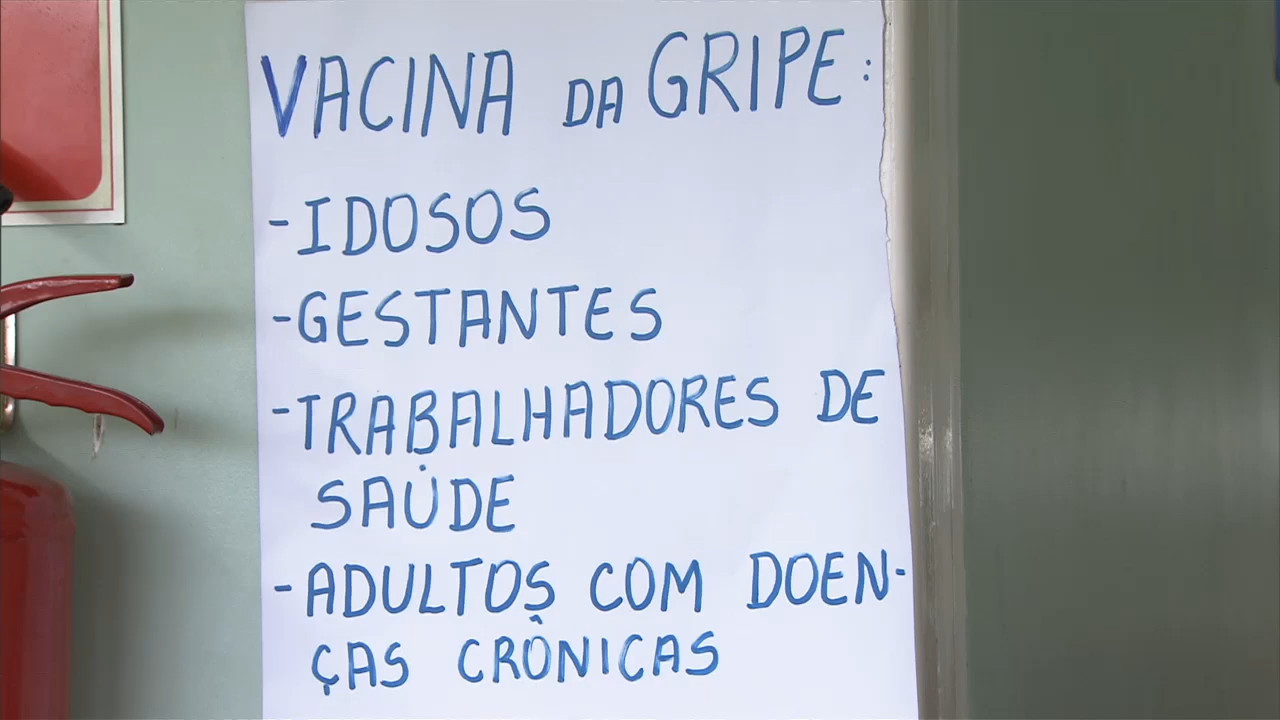 VACINA DA GRIPE:
-IDOSOS
-GESTANTES
-TRABALHADORES DE
SAÚDE
-ADULTOS COM DOEN-
ÇAS CRÔNICAS